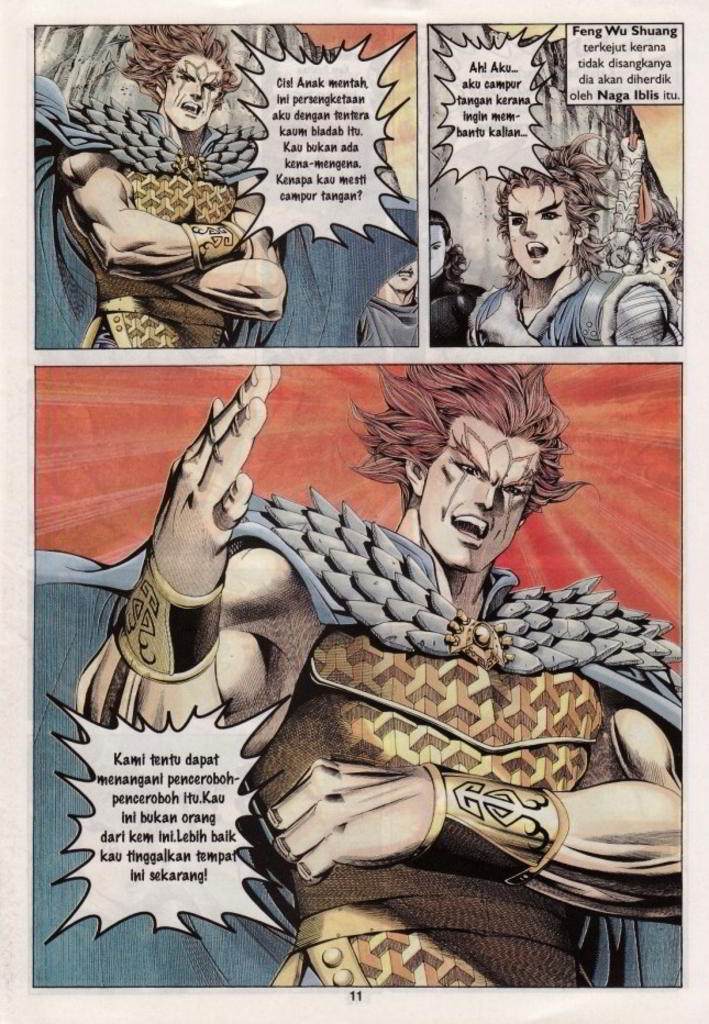 Cis! Anak mentah,
ini persengketaan
aku dengan tentera
kaum biadab itu.
Kau bukan ada
kena-mengena.
Kenapa kau mesti
campur tangan?
Feng Wu Shuang
terkejut kerana
tidak disangkanya
dia akan diherdik
oleh Naga Iblis itu.
Ah! Aku...
aku campur
tangan kerana
ingin mem-
bantu kalian...
Kami tentu dapat
menangani penceroboh-
penceroboh itu.Kau
ini bukan orang
dari kem ini.Lebih baik
kau tinggalkan tempat
ini sekarang!
11